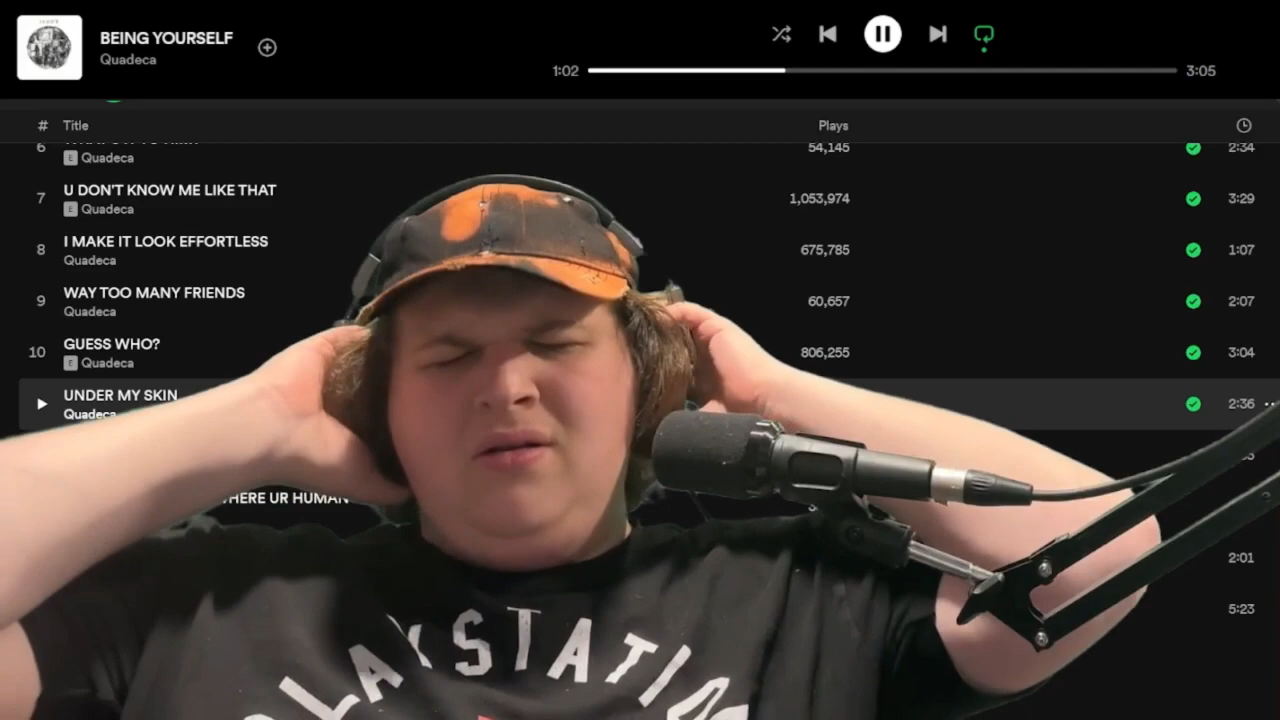 BEING YOURSELF
Quadeca
1:02
3:05
# Title Plays
6 54,145 2:34
E Quadeca
7 U DON'T KNOW ME LIKE THAT 1,053,974 3:29
E Quadeca
8 I MAKE IT LOOK EFFORTLESS 675,785 1:07
Quadeca
9 WAY TOO MANY FRIENDS 60,657 2:07
Quadeca
10 GUESS WHO? 806,255 3:04
E Quadeca
UNDER MY SKIN 2:36
Quadeca
UR HUMAN
2:01
5:23
PLAYSTATION